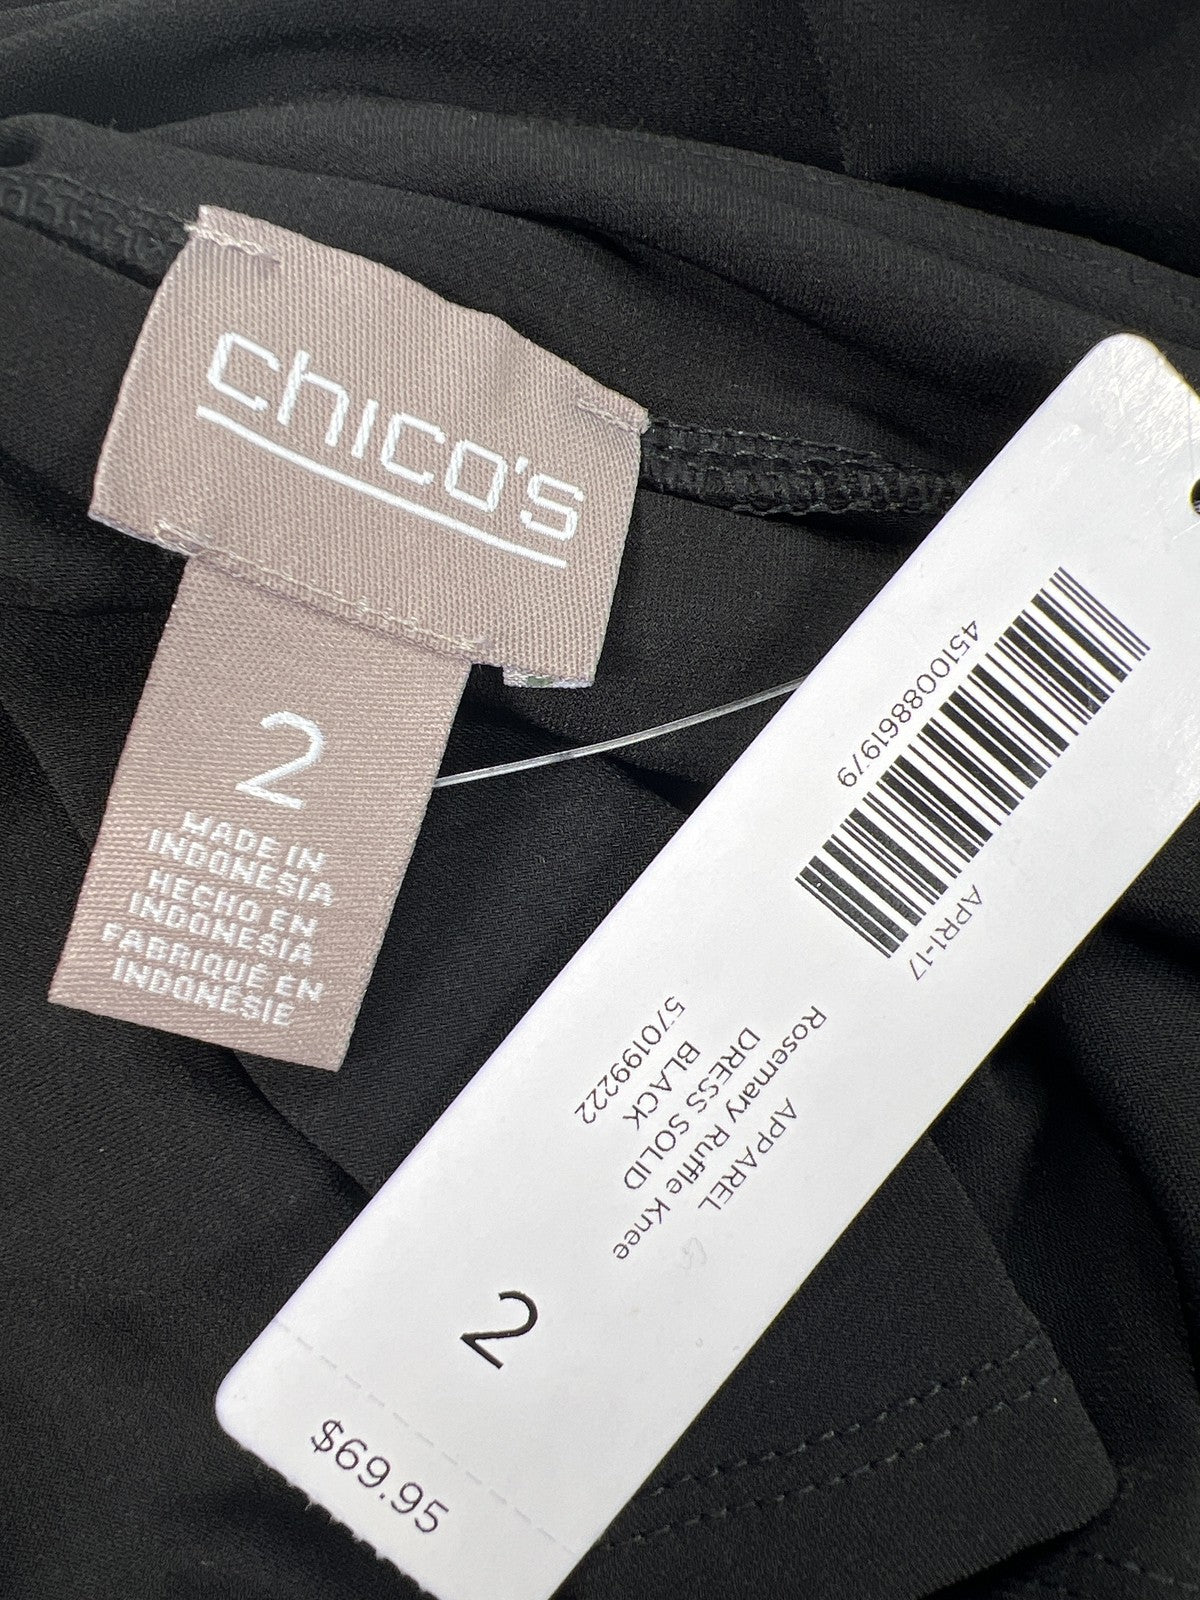 chico's
2
MADE IN
INDONESIA
HECHO EN
INDONESIA
FABRIQUÉ EN
INDONÉSIE
451008861979
APR1-17
APPAREL
Rosemary Ruffle Knee
DRESS SOLID
BLACK
570199222
2
$69.95